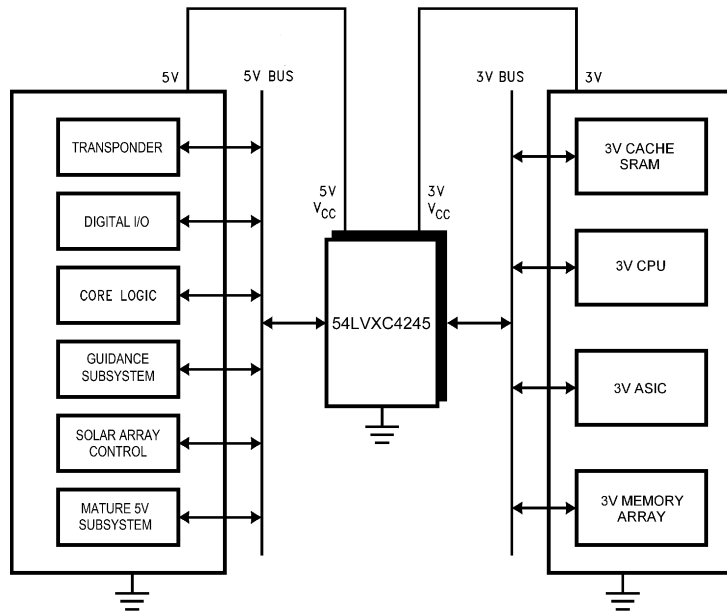 5V
5V BUS
3V BUS
3V
TRANSPONDER
DIGITAL I/O
CORE LOGIC
GUIDANCE
SUBSYSTEM
SOLAR ARRAY
CONTROL
MATURE 5V
SUBSYSTEM
5V
VCC
3V
VCC
54LVXC4245
3V CACHE
SRAM
3V CPU
3V ASIC
3V MEMORY
ARRAY